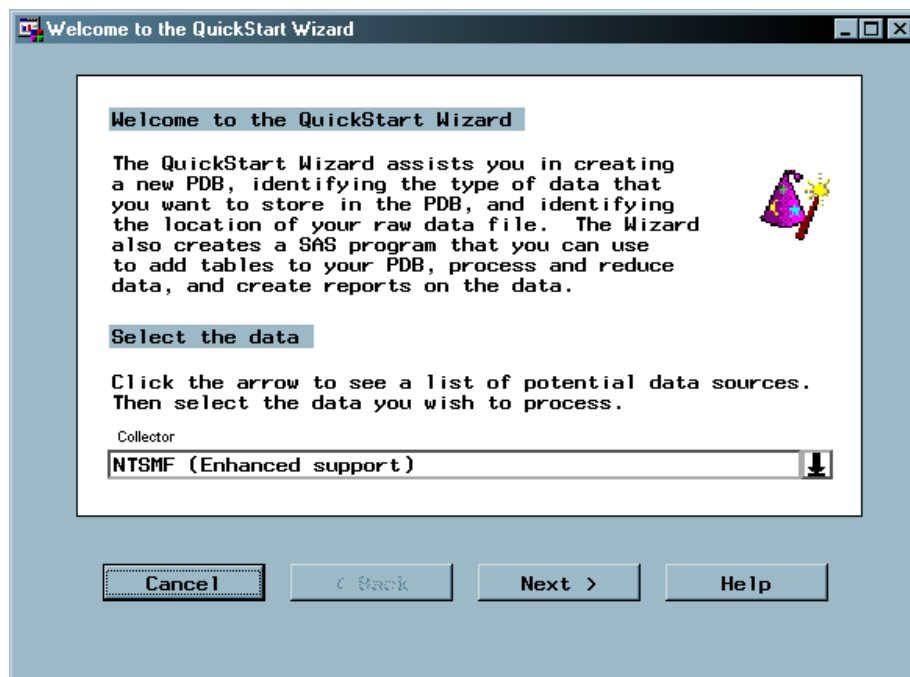 Welcome to the QuickStart Wizard
Welcome to the QuickStart Wizard
The QuickStart Wizard assists you in creating
a new PDB, identifying the type of data that
you want to store in the PDB, and identifying
the location of your raw data file. The Wizard
also creates a SAS program that you can use
to add tables to your PDB, process and reduce
data, and create reports on the data.
Select the data
Click the arrow to see a list of potential data sources.
Then select the data you wish to process.
Collector
NTSMF (Enhanced support)
Cancel
< Back
Next >
Help